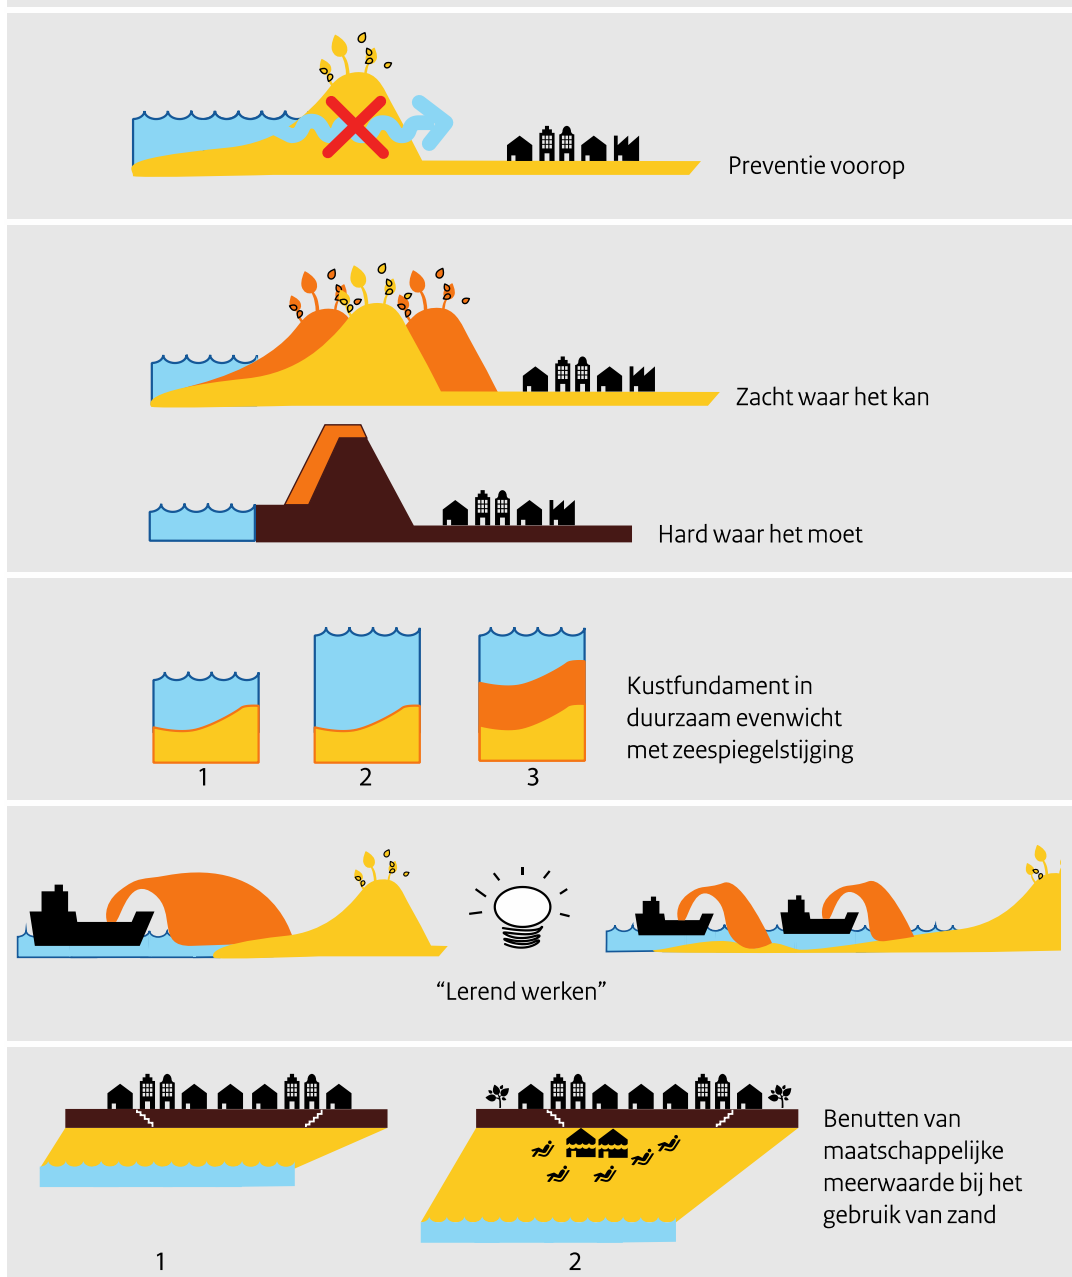 Preventie voorop
Zacht waar het kan
Hard waar het moet
Kustfundament in
duurzaam evenwicht
met zeespiegelstijging
1
2
3
“Lerend werken”
Benutten van
maatschappelijke
meerwaarde bij het
gebruik van zand
1
2